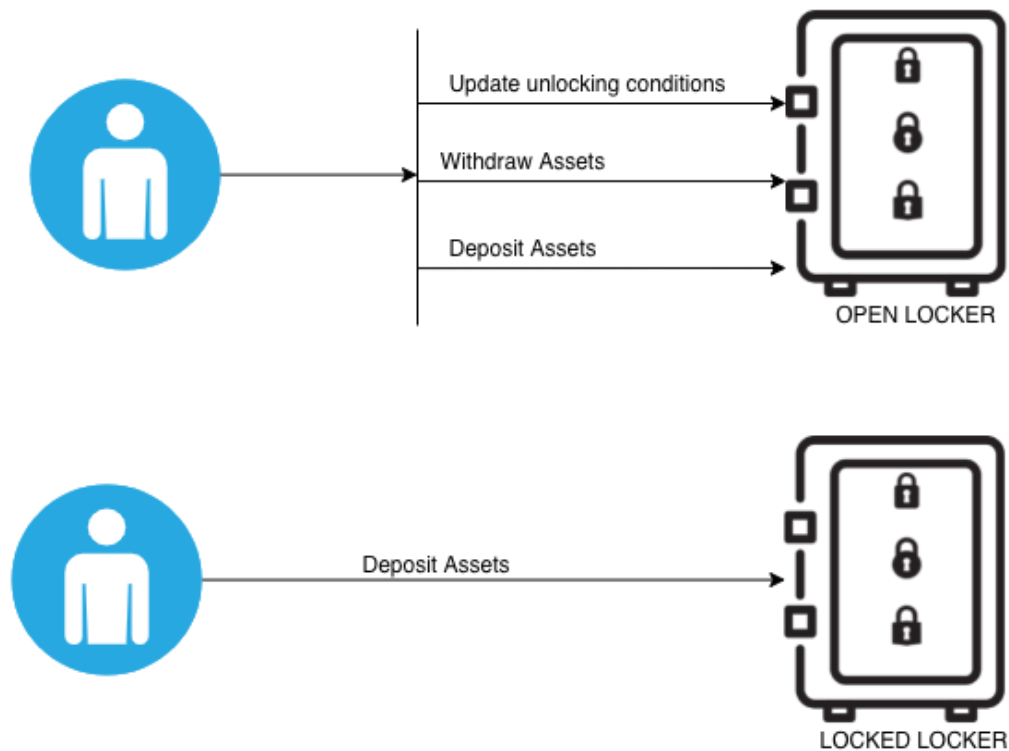 Update unlocking conditions
Withdraw Assets
Deposit Assets
OPEN LOCKER
Deposit Assets
LOCKED LOCKER